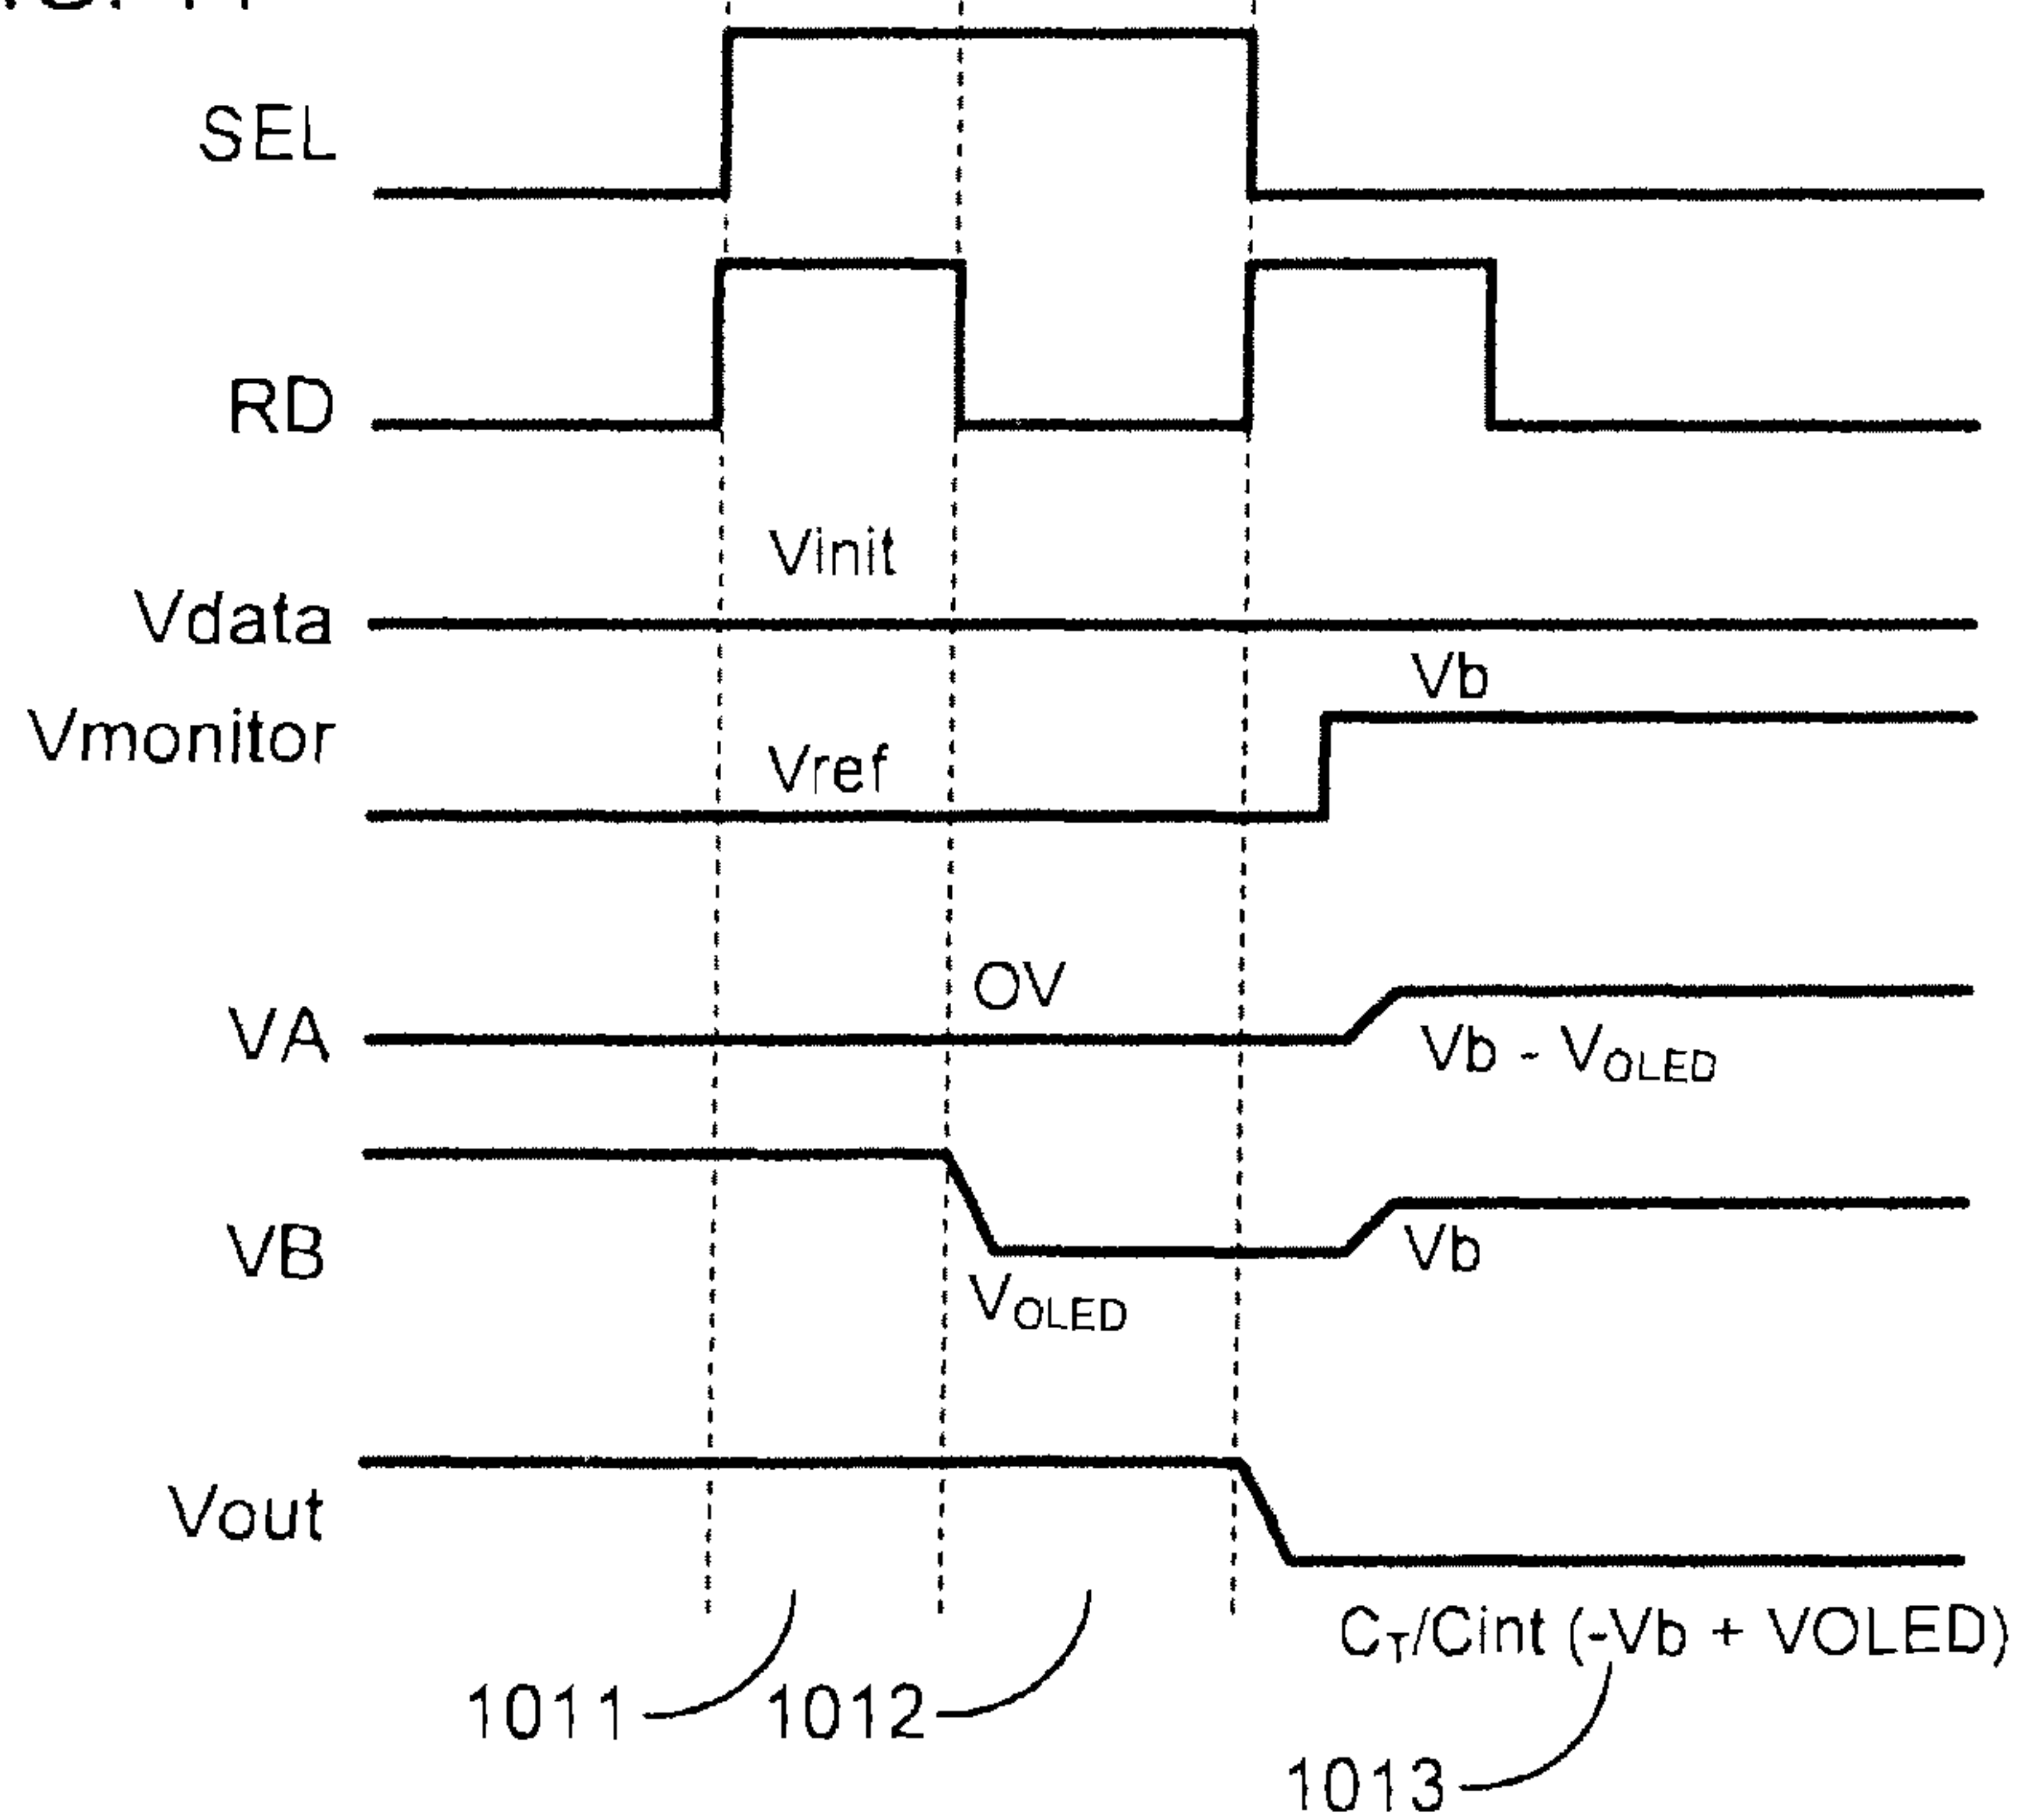 SEL
RD
Vinit
Vdata
Vb
Vmonitor
Vref
OV
VA
Vb - VOLED
VB
Vb
VOLED
Vout
CT/Cint (-Vb + VOLED)
1011
1012
1013